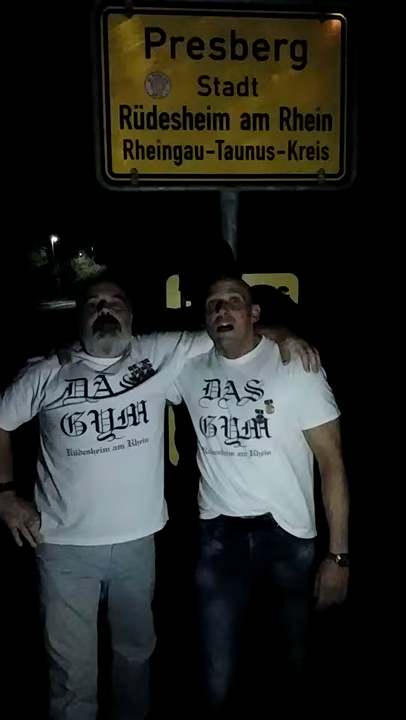 Presberg
Stadt
Rüdesheim am Rhein
Rheingau-Taunus-Kreis
DAS
GYM
Rüdesheim am Rhein
DAS
GYM
Rüdesheim am Rhein